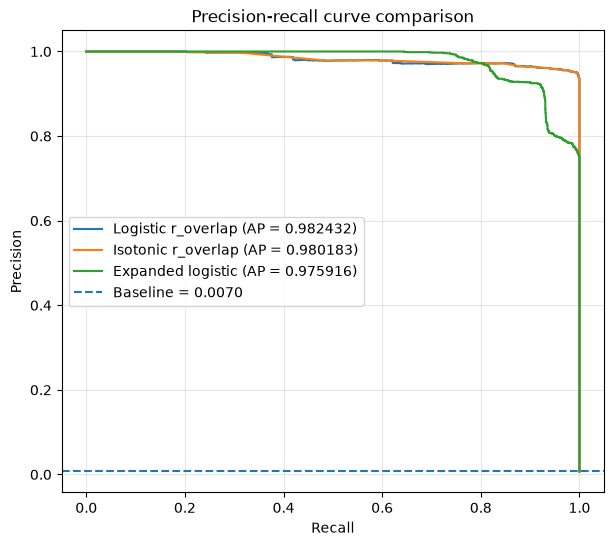 Precision-recall curve comparison
1.0
0.8
0.6
0.4
0.2
0.0
Precision
Logistic r_overlap (AP = 0.982432)
Isotonic r_overlap (AP = 0.980183)
Expanded logistic (AP = 0.975916)
Baseline = 0.0070
0.0 0.2 0.4 0.6 0.8 1.0
Recall